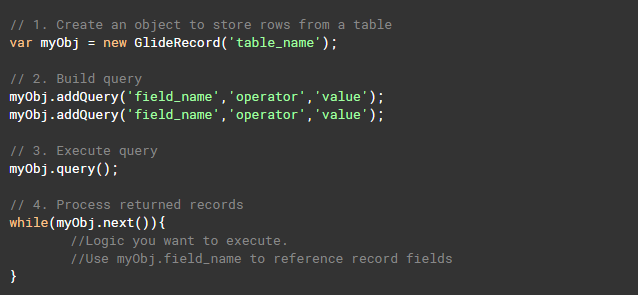 // 1. Create an object to store rows from a table
var myObj = new GlideRecord('table_name');
// 2. Build query
myObj.addQuery('field_name','operator','value');
myObj.addQuery('field_name','operator','value');
// 3. Execute query
myObj.query();
// 4. Process returned records
while(myObj.next()){
//Logic you want to execute.
//Use myObj.field_name to reference record fields
}